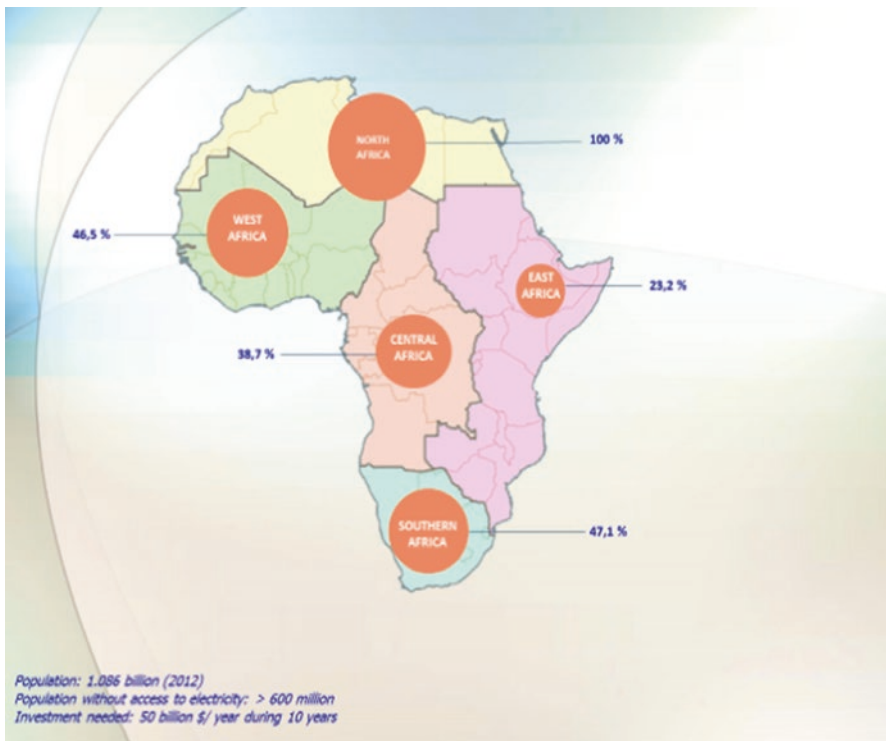 NORTH
AFRICA
100 %
WEST
AFRICA
46,5 %
EAST
AFRICA
23,2 %
CENTRAL
AFRICA
38,7 %
SOUTHERN
AFRICA
47,1 %
Population: 1.086 billion (2012)
Population without access to electricity: > 600 million
Investment needed: 50 billion $/ year during 10 years